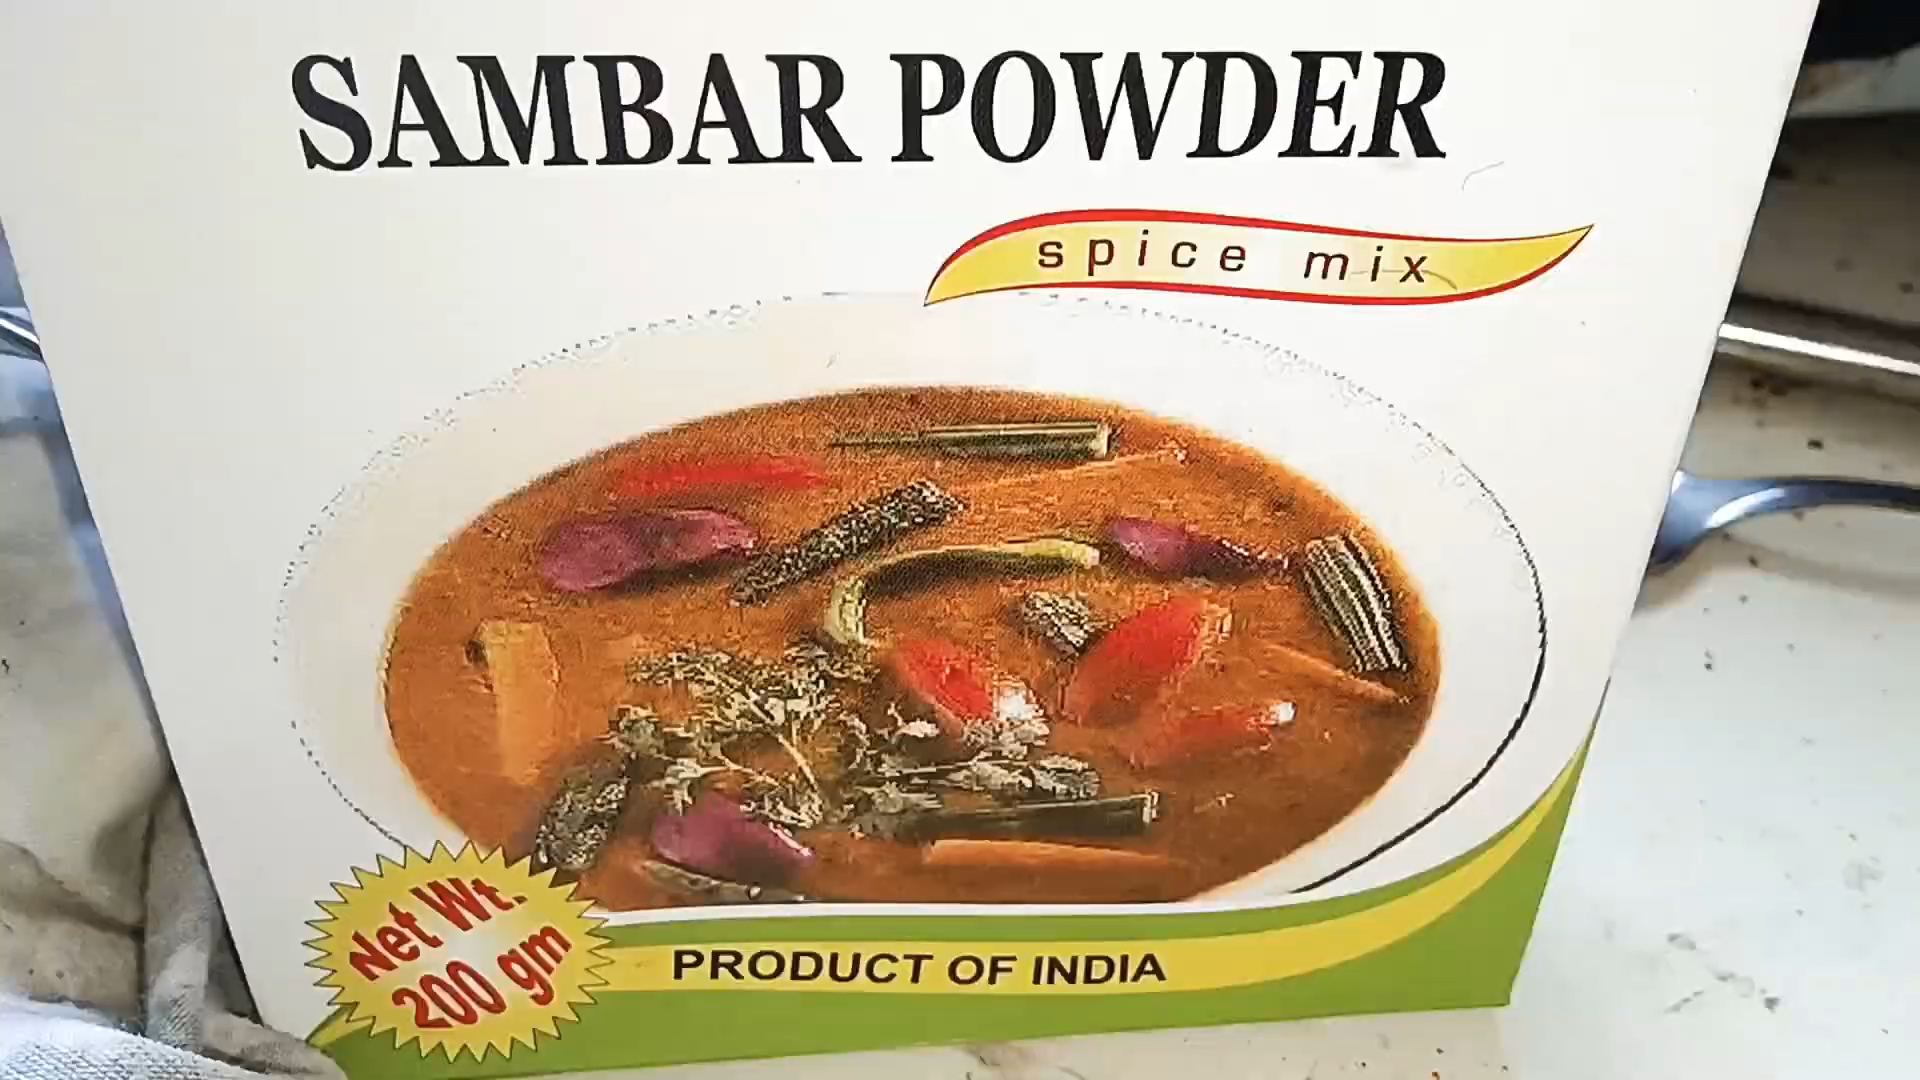 SAMBAR POWDER
spice mix
Net Wt.
200 gm
PRODUCT OF INDIA